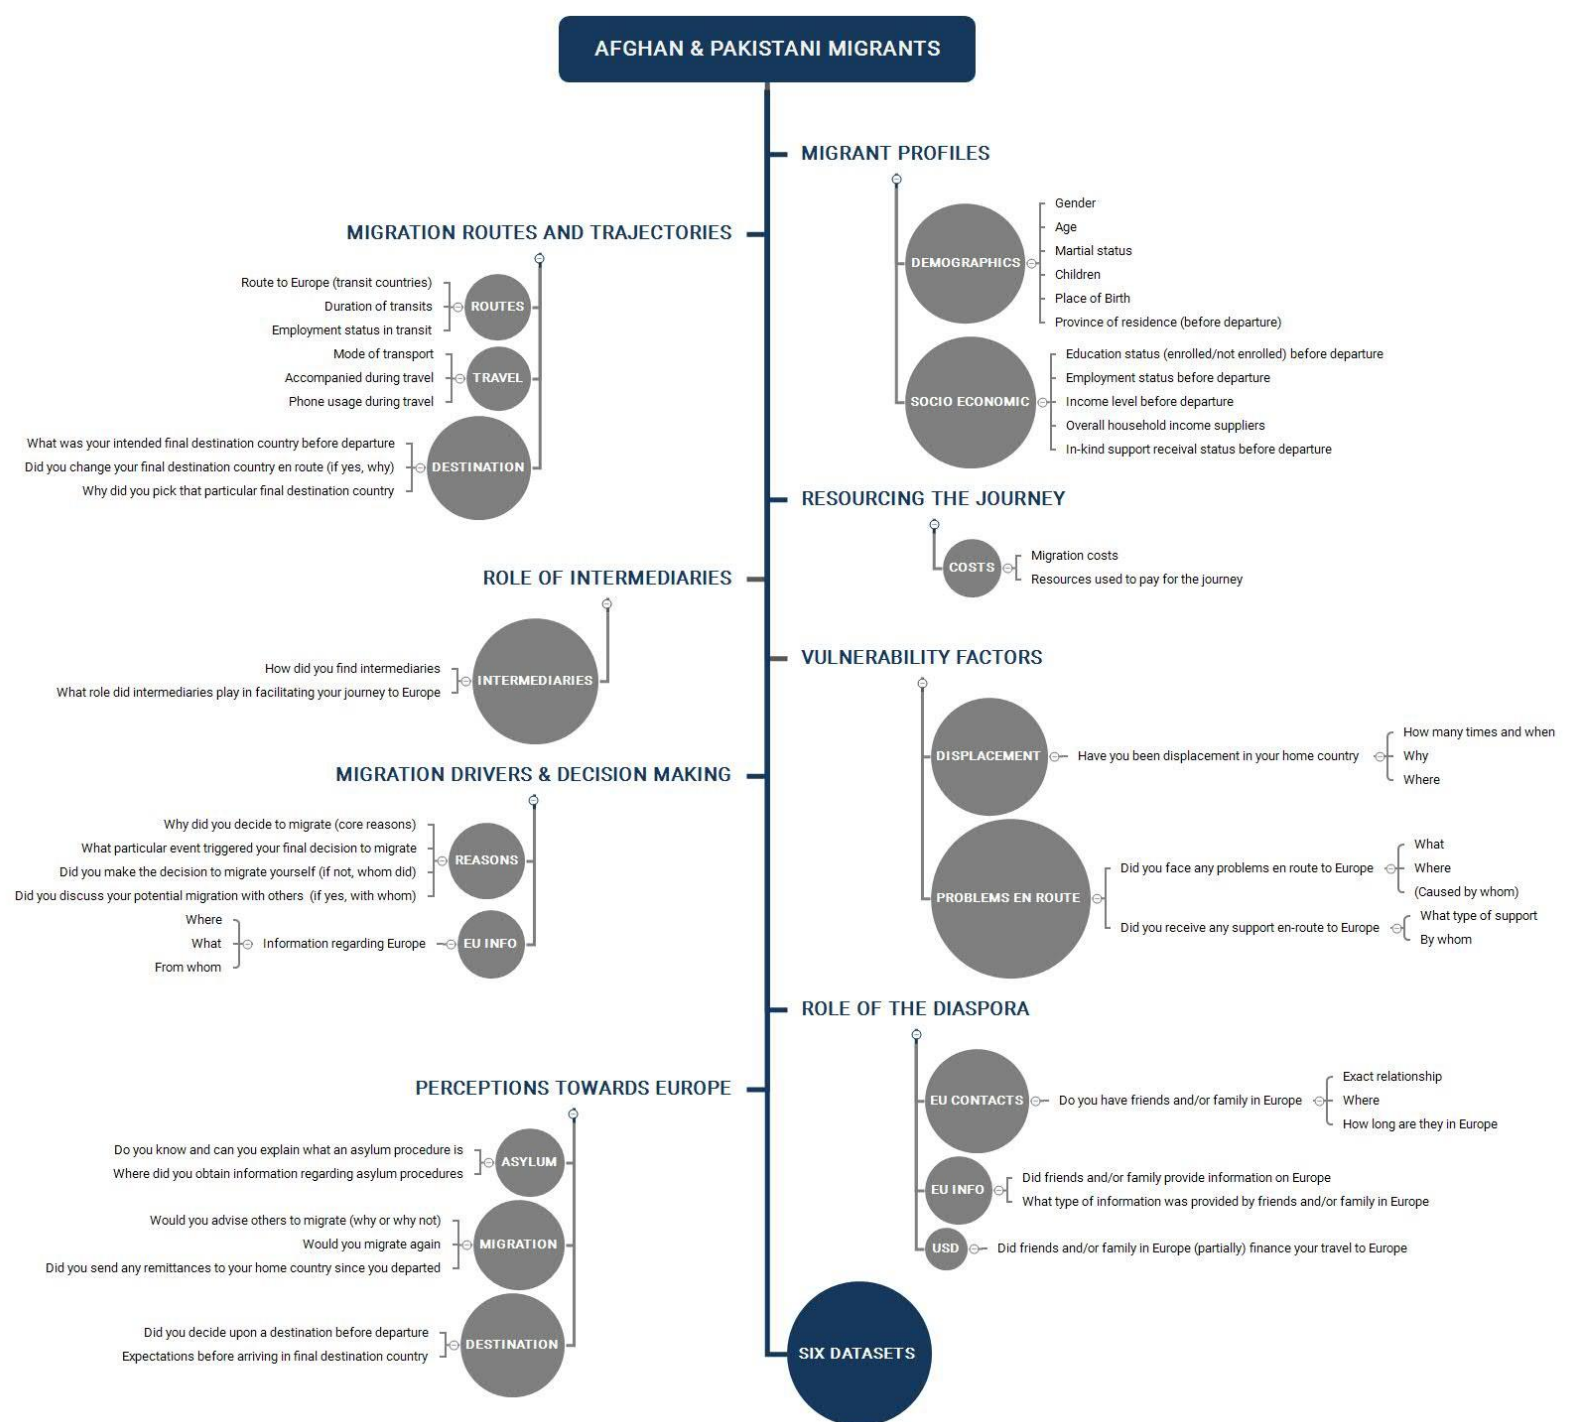 AFGHAN & PAKISTANI MIGRANTS
MIGRANT PROFILES
DEMOGRAPHICS
Gender
Age
Martial status
Children
Place of Birth
Province of residence (before departure)
SOCIO ECONOMIC
Education status (enrolled/not enrolled) before departure
Employment status before departure
Income level before departure
Overall household income suppliers
In-kind support receival status before departure
MIGRATION ROUTES AND TRAJECTORIES
ROUTES
Route to Europe (transit countries)
Duration of transits
Employment status in transit
TRAVEL
Mode of transport
Accompanied during travel
Phone usage during travel
DESTINATION
What was your intended final destination country before departure
Did you change your final destination country en route (if yes, why)
Why did you pick that particular final destination country
RESOURCING THE JOURNEY
COSTS
Migration costs
Resources used to pay for the journey
ROLE OF INTERMEDIARIES
INTERMEDIARIES
How did you find intermediaries
What role did intermediaries play in facilitating your journey to Europe
VULNERABILITY FACTORS
DISPLACEMENT
Have you been displacement in your home country
How many times and when
Why
Where
PROBLEMS EN ROUTE
Did you face any problems en route to Europe
What
Where
(Caused by whom)
Did you receive any support en-route to Europe
What type of support
By whom
MIGRATION DRIVERS & DECISION MAKING
REASONS
Why did you decide to migrate (core reasons)
What particular event triggered your final decision to migrate
Did you make the decision to migrate yourself (if not, whom did)
Did you discuss your potential migration with others (if yes, with whom)
EU INFO
Information regarding Europe
Where
What
From whom
ROLE OF THE DIASPORA
EU CONTACTS
Do you have friends and/or family in Europe
Exact relationship
Where
How long are they in Europe
EU INFO
Did friends and/or family provide information on Europe
What type of information was provided by friends and/or family in Europe
USD
Did friends and/or family in Europe (partially) finance your travel to Europe
PERCEPTIONS TOWARDS EUROPE
ASYLUM
Do you know and can you explain what an asylum procedure is
Where did you obtain information regarding asylum procedures
MIGRATION
Would you advise others to migrate (why or why not)
Would you migrate again
Did you send any remittances to your home country since you departed
DESTINATION
Did you decide upon a destination before departure
Expectations before arriving in final destination country
SIX DATASETS